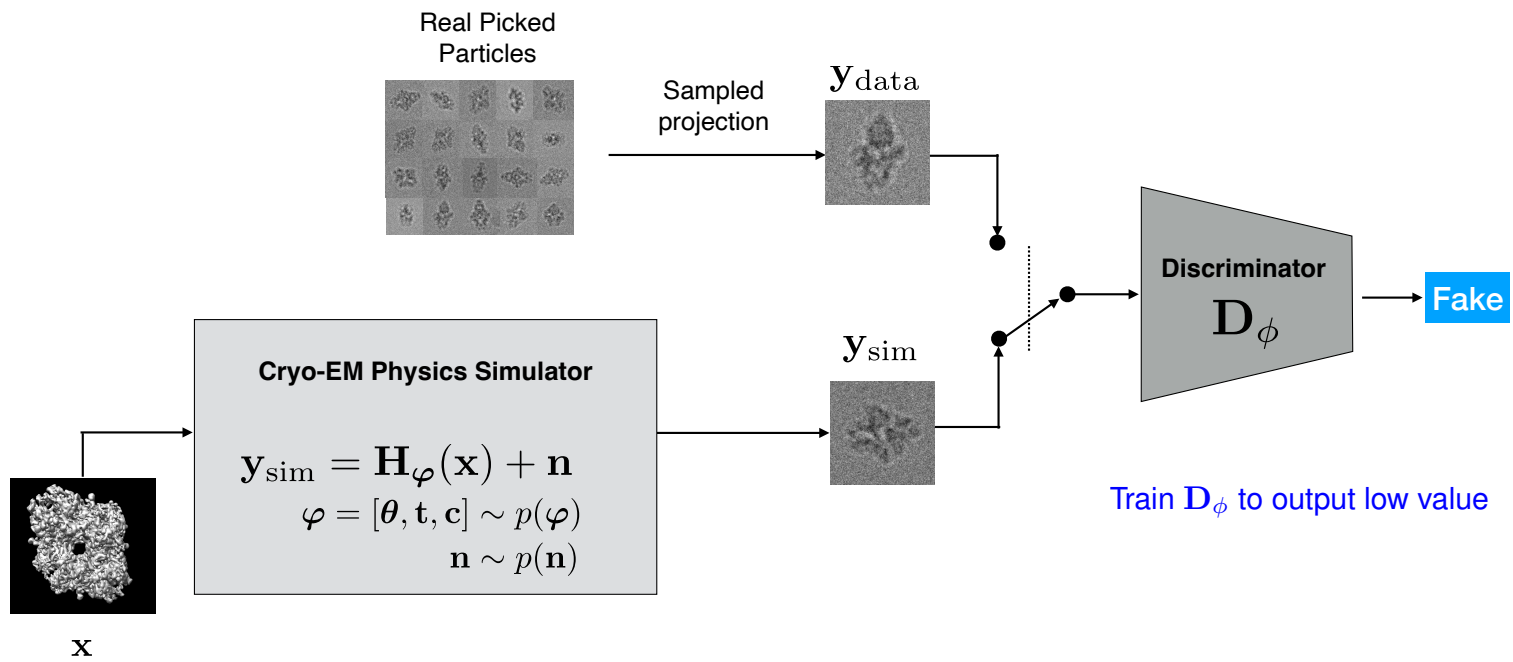 Real Picked
Particles
Sampled
projection
y_data
Discriminator
D_ϕ
Fake
y_sim
Cryo-EM Physics Simulator
y_sim = H_φ(x) + n
φ = [θ, t, c] ∼ p(φ)
n ∼ p(n)
Train D_ϕ to output low value
x